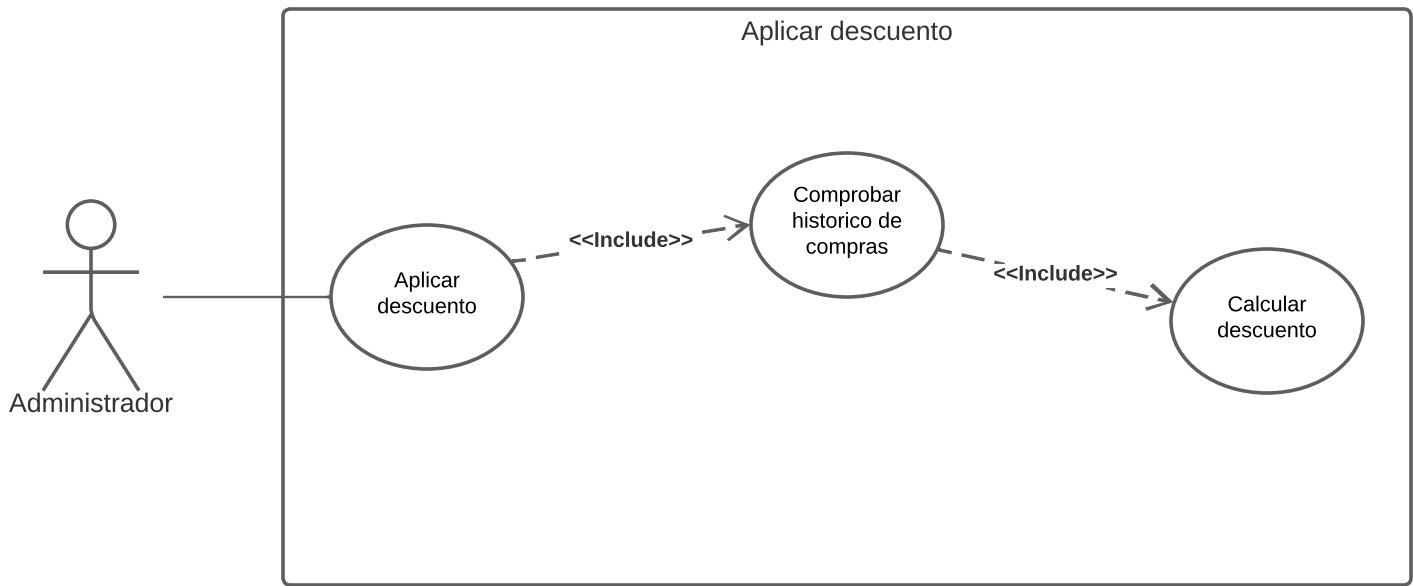 Aplicar descuento
Comprobar
historico de
compras
<<Include>>
<<Include>>
Aplicar
descuento
Calcular
descuento
Administrador